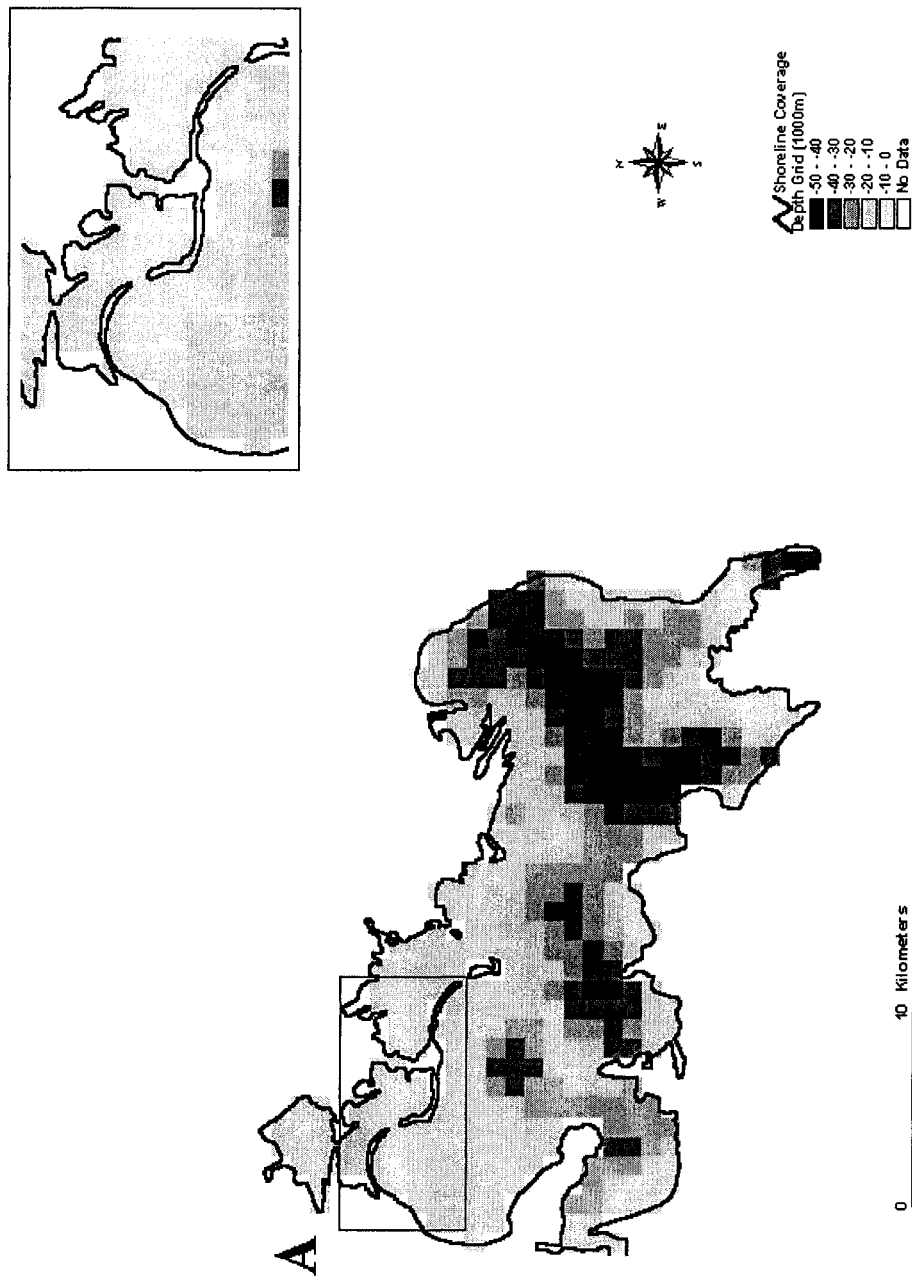 A
N
W
E
S
Shoreline Coverage
Depth Grid (1000m)
-50 - -40
-40 - -30
-30 - -20
-20 - -10
-10 - 0
No Data
0
10 Kilometers